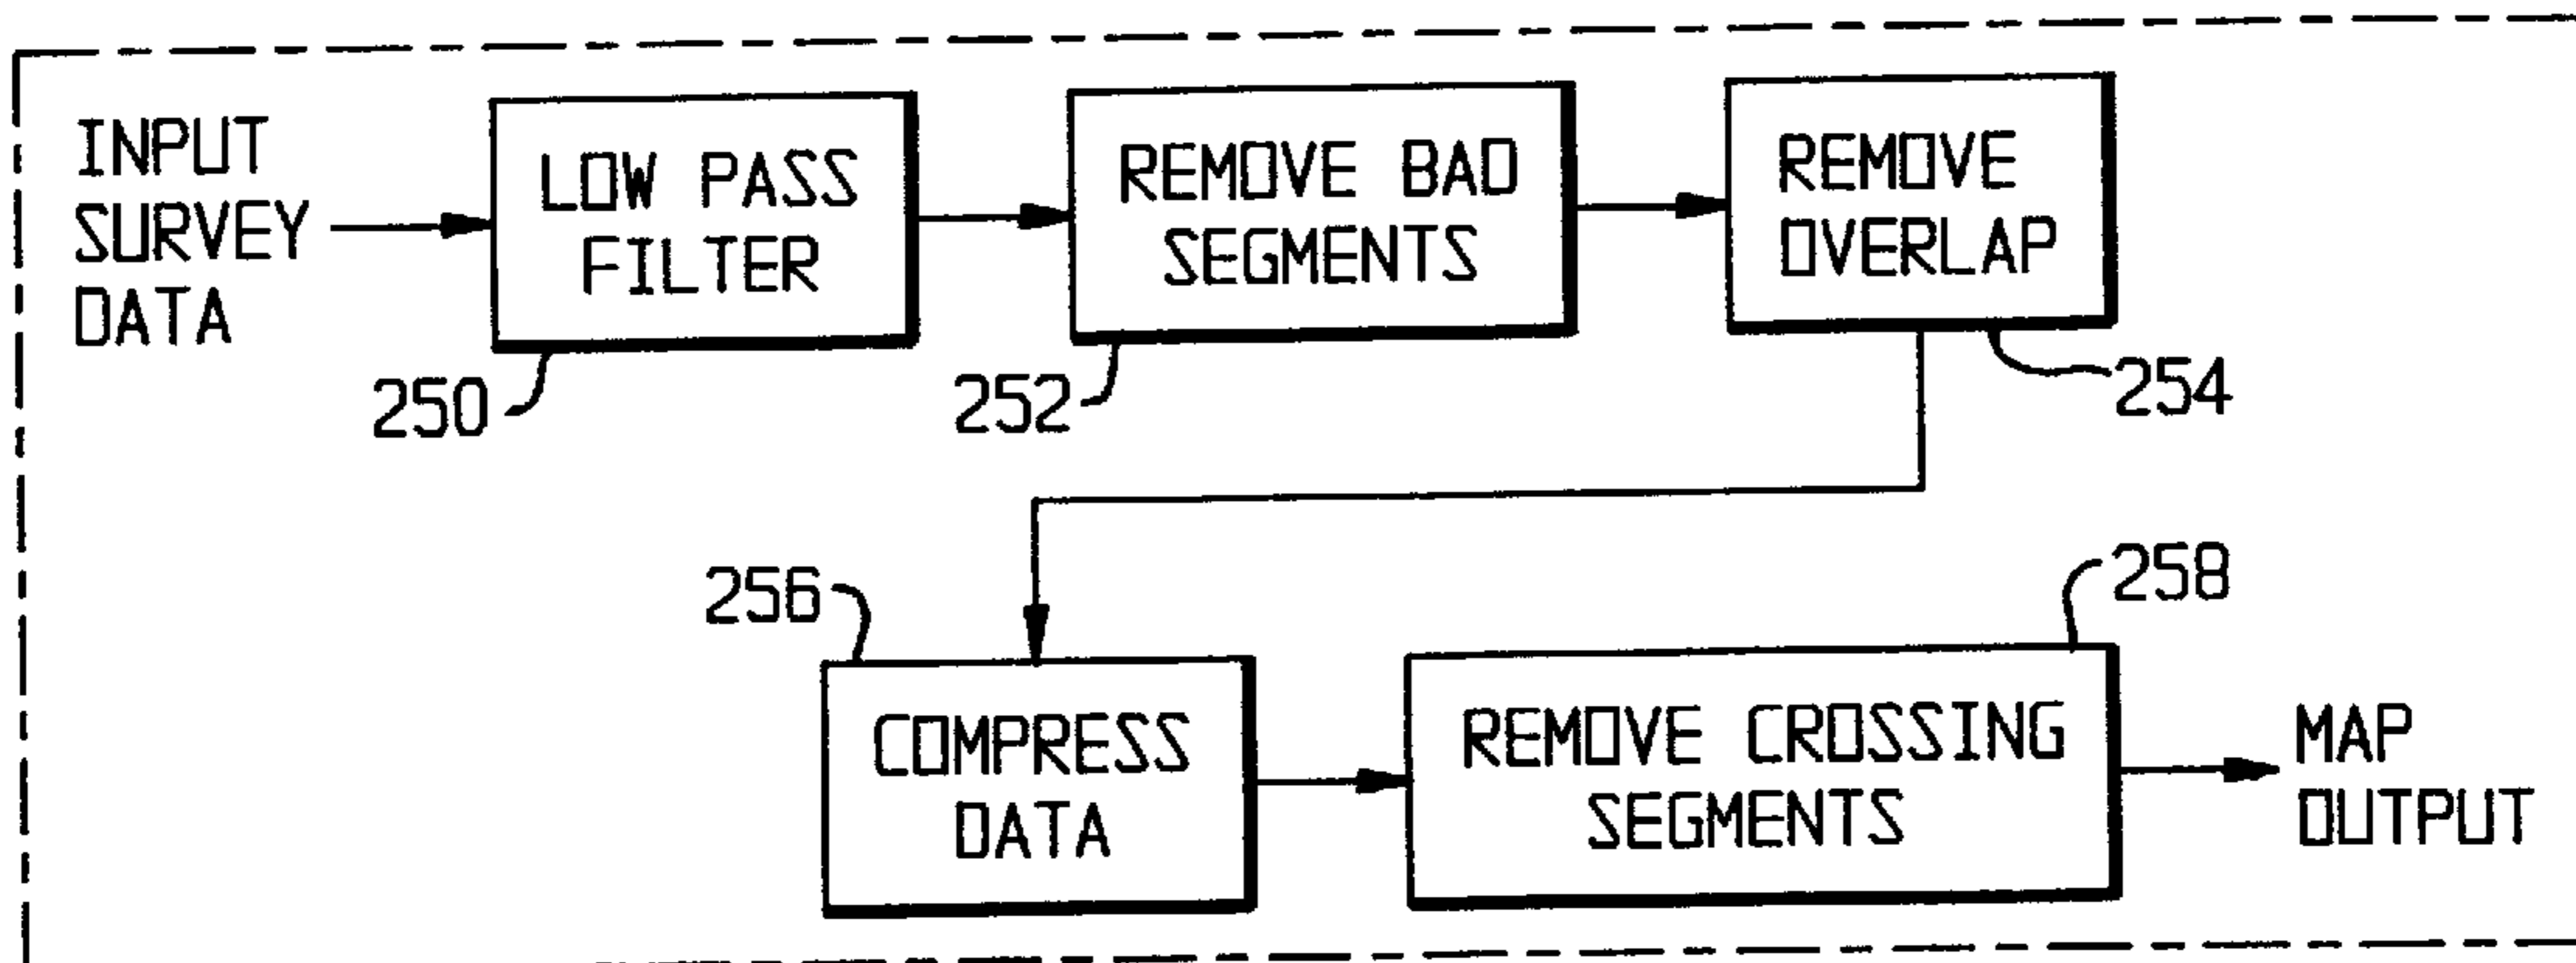 INPUT
SURVEY
DATA
LOW PASS
FILTER
250
REMOVE BAD
SEGMENTS
252
REMOVE
OVERLAP
254
256
COMPRESS
DATA
258
REMOVE CROSSING
SEGMENTS
MAP
OUTPUT